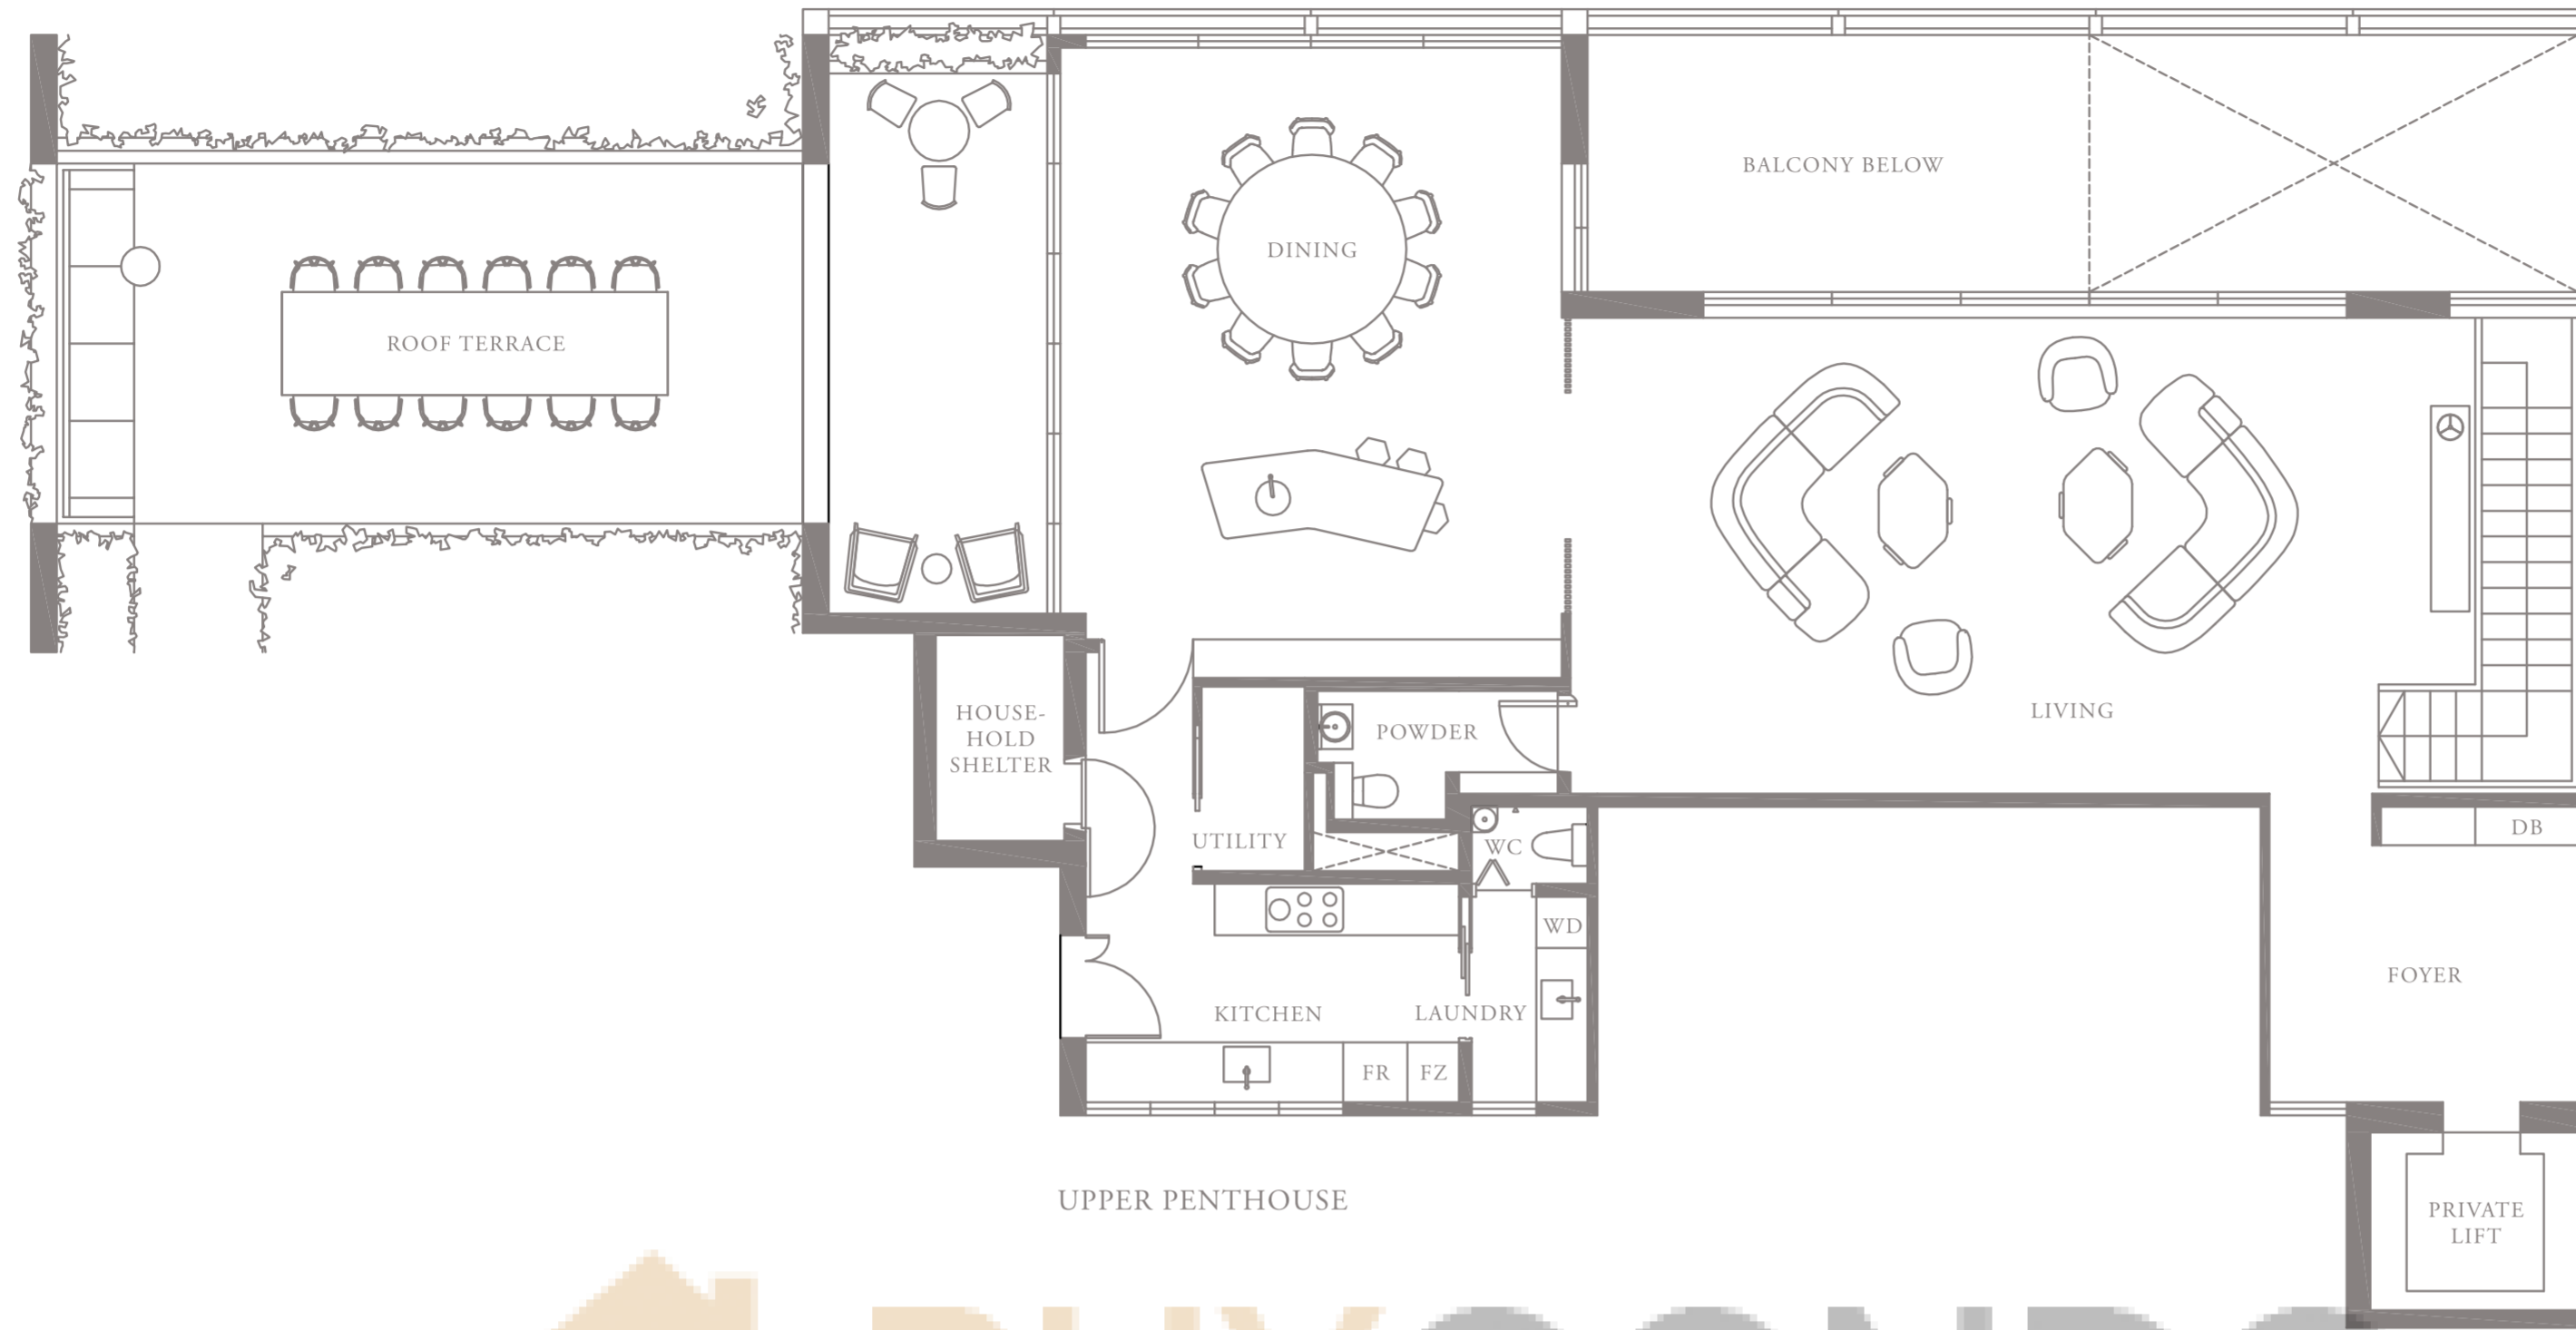 BALCONY BELOW
DINING
ROOF TERRACE
HOUSE-
HOLD
SHELTER
POWDER
LIVING
UTILITY
WC
DB
WD
FOYER
KITCHEN
LAUNDRY
FR
FZ
UPPER PENTHOUSE
PRIVATE
LIFT